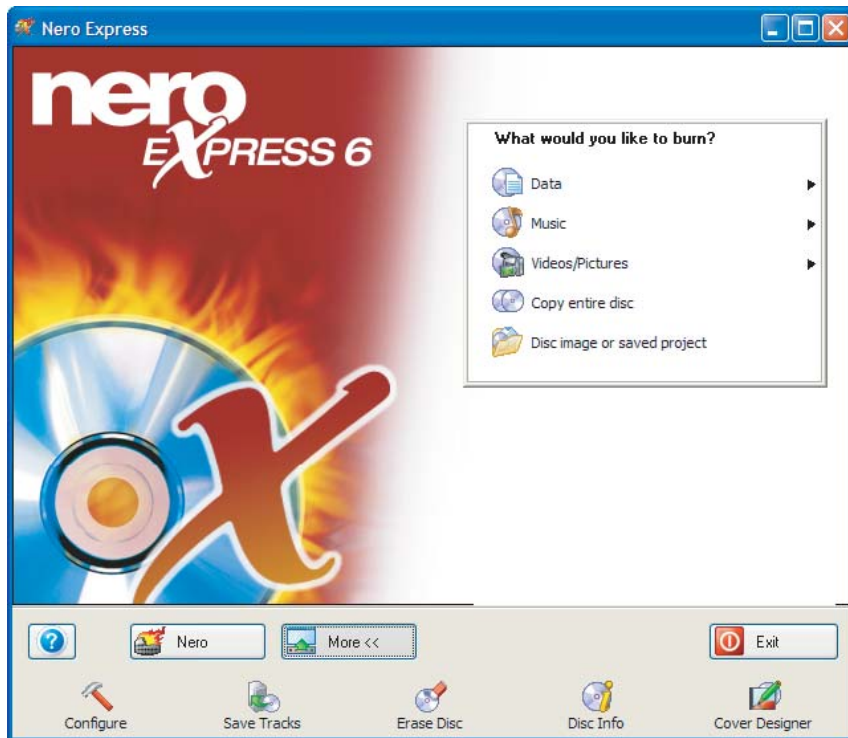 Nero Express
nero
EXPRESS 6
What would you like to burn?
Data
Music
Videos/Pictures
Copy entire disc
Disc image or saved project
?
Nero
More <<
Exit
Configure
Save Tracks
Erase Disc
Disc Info
Cover Designer